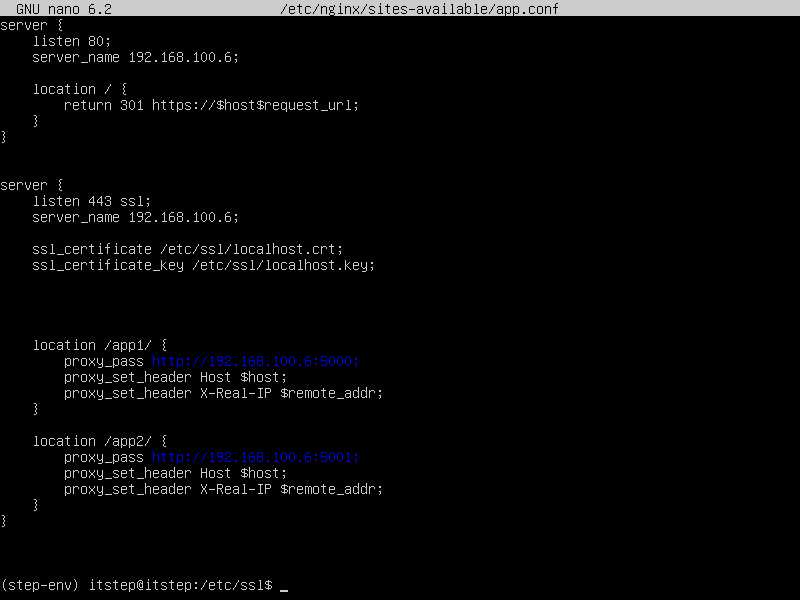 GNU nano 6.2 /etc/nginx/sites-available/app.conf
server {
    listen 80;
    server_name 192.168.100.6;
    location / {
        return 301 https://$host$request_url;
    }
}
server {
    listen 443 ssl;
    server_name 192.168.100.6;
    ssl_certificate /etc/ssl/localhost.crt;
    ssl_certificate_key /etc/ssl/localhost.key;
    location /app1/ {
        proxy_pass http://192.168.100.6:5000;
        proxy_set_header Host $host;
        proxy_set_header X-Real-IP $remote_addr;
    }
    location /app2/ {
        proxy_pass http://192.168.100.6:5001;
        proxy_set_header Host $host;
        proxy_set_header X-Real-IP $remote_addr;
    }
}
(step-env) itstep@itstep:/etc/ssl$ _